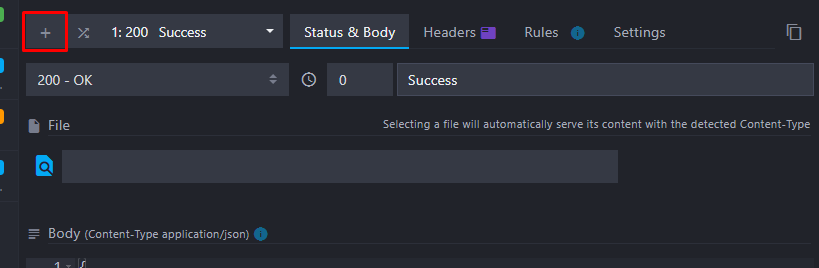 + 1: 200 Success Status & Body Headers Rules Settings
200 - OK 0 Success
File Selecting a file will automatically serve its content with the detected Content-Type
Body (Content-Type application/json)
1 {